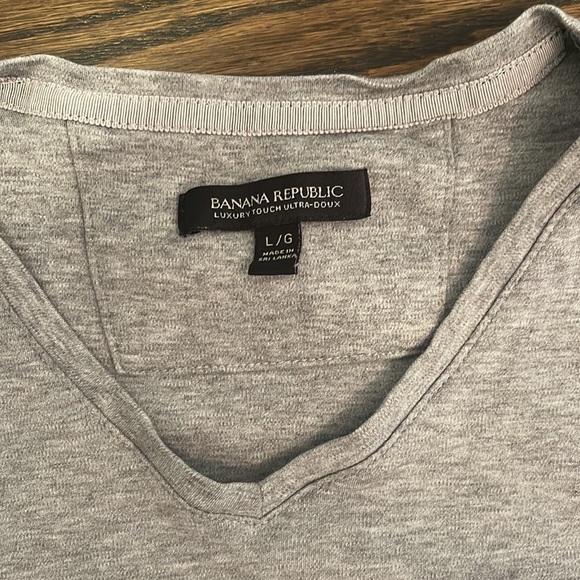 BANANA REPUBLIC
LUXURY TOUCH ULTRA-DOUX
L/G
MADE IN
SRI LANKA